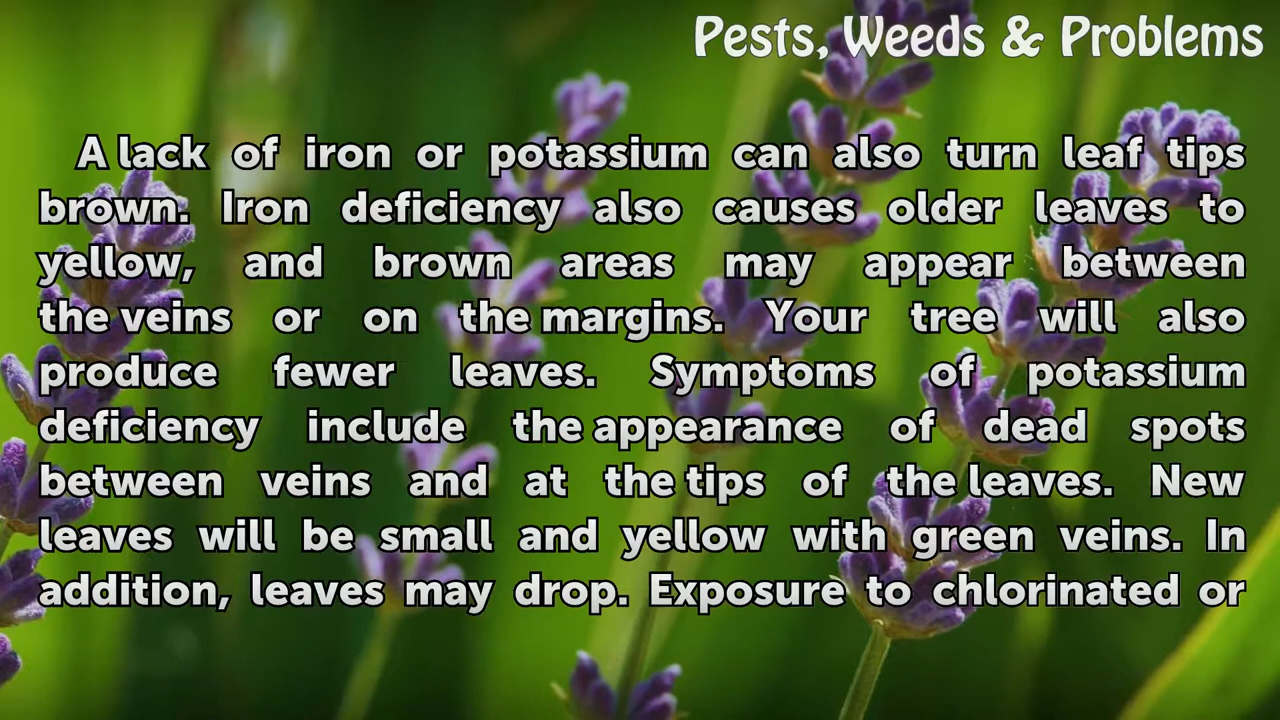 Pests, Weeds & Problems
A lack of iron or potassium can also turn leaf tips
brown. Iron deficiency also causes older leaves to
yellow, and brown areas may appear between
the veins or on the margins. Your tree will also
produce fewer leaves. Symptoms of potassium
deficiency include the appearance of dead spots
between veins and at the tips of the leaves. New
leaves will be small and yellow with green veins. In
addition, leaves may drop. Exposure to chlorinated or